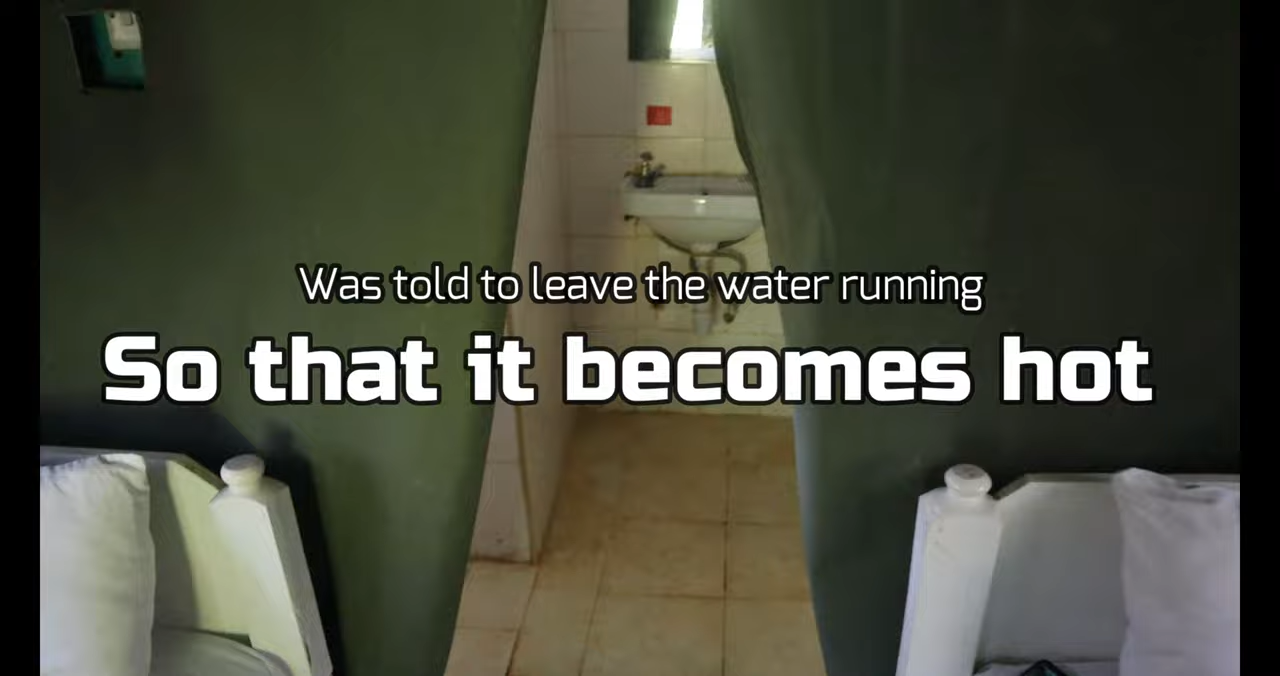 Was told to leave the water running
So that it becomes hot